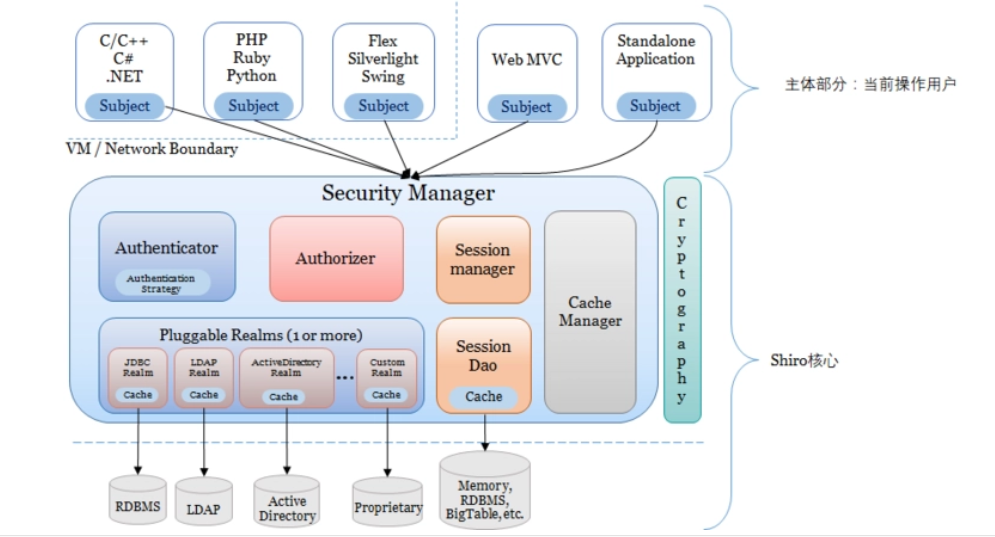 C/C++
C#
.NET
Subject
PHP
Ruby
Python
Subject
Flex
Silverlight
Swing
Subject
Web MVC
Subject
Standalone
Application
Subject
主体部分：当前操作用户
VM / Network Boundary
Security Manager
Authenticator
Authentication
Strategy
Authorizer
Session
manager
Cache
Manager
Cryptography
Pluggable Realms (1 or more)
JDBC
Realm
Cache
LDAP
Realm
Cache
ActiveDirectory
Realm
Cache
...
Custom
Realm
Cache
Session
Dao
Cache
Shiro核心
RDBMS
LDAP
Active
Directory
Proprietary
Memory,
RDBMS,
BigTable, etc.